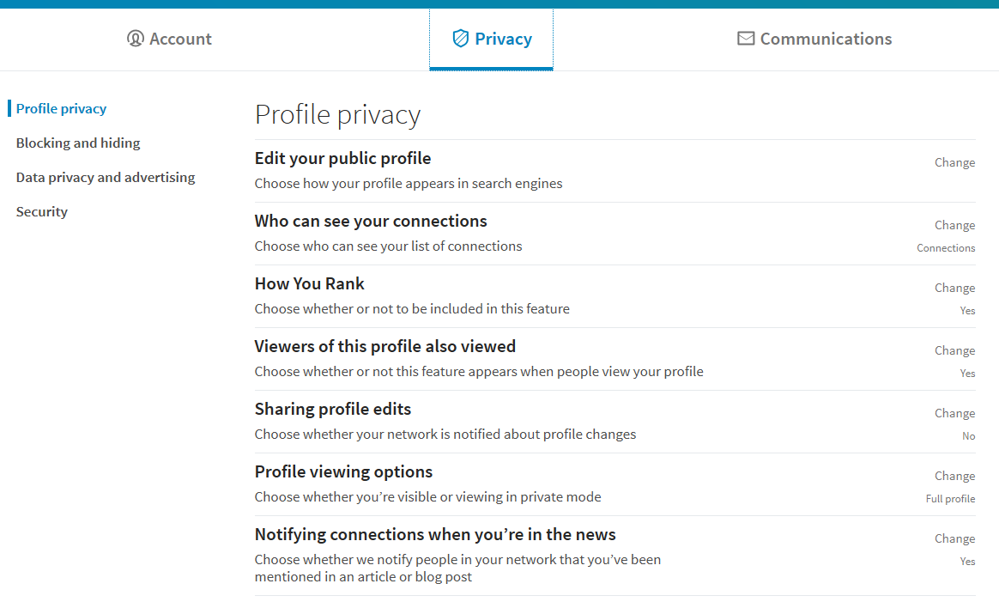 Account
Privacy
Communications
Profile privacy
Blocking and hiding
Data privacy and advertising
Security
Profile privacy
Edit your public profile
Change
Choose how your profile appears in search engines
Who can see your connections
Change
Choose who can see your list of connections
Connections
How You Rank
Change
Choose whether or not to be included in this feature
Yes
Viewers of this profile also viewed
Change
Choose whether or not this feature appears when people view your profile
Yes
Sharing profile edits
Change
Choose whether your network is notified about profile changes
No
Profile viewing options
Change
Choose whether you’re visible or viewing in private mode
Full profile
Notifying connections when you’re in the news
Change
Choose whether we notify people in your network that you’ve been
Yes
mentioned in an article or blog post